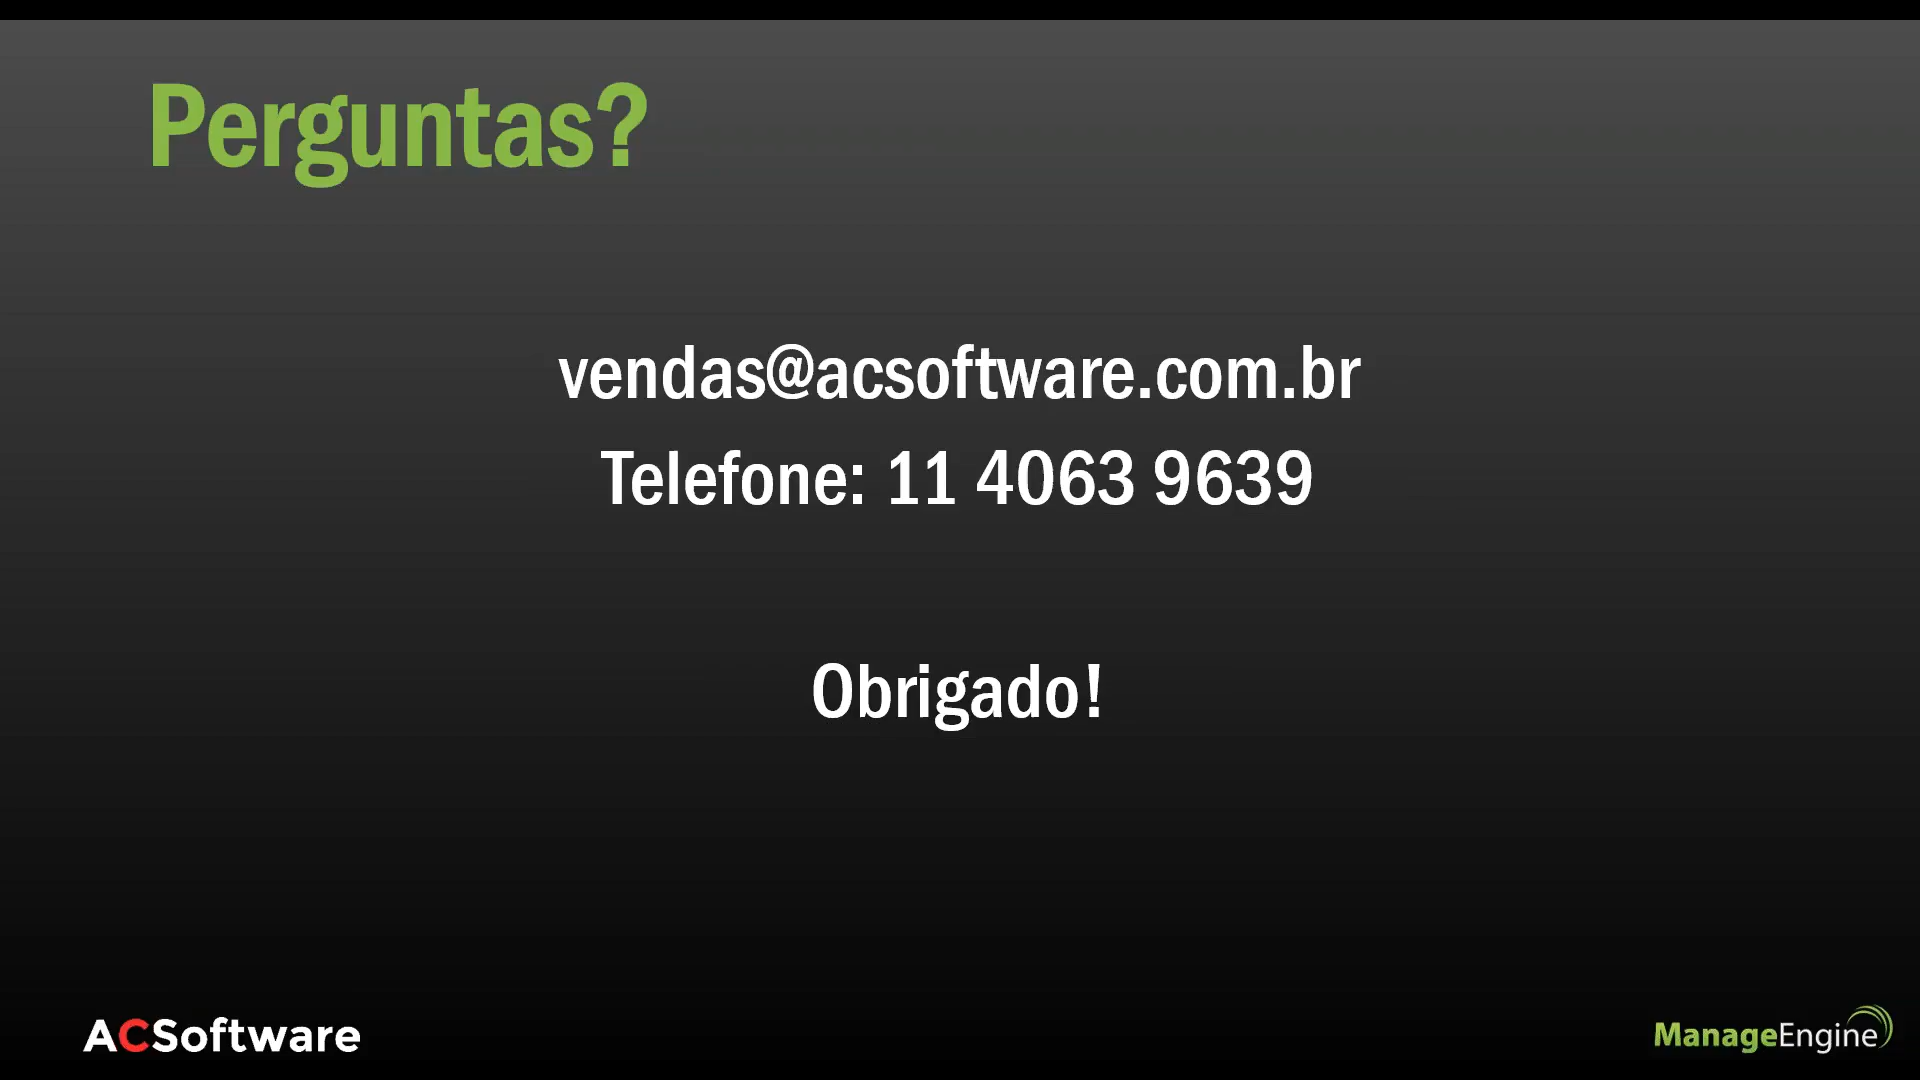 Perguntas?
vendas@acsoftware.com.br
Telefone: 11 4063 9639
Obrigado!
ACSoftware
ManageEngine